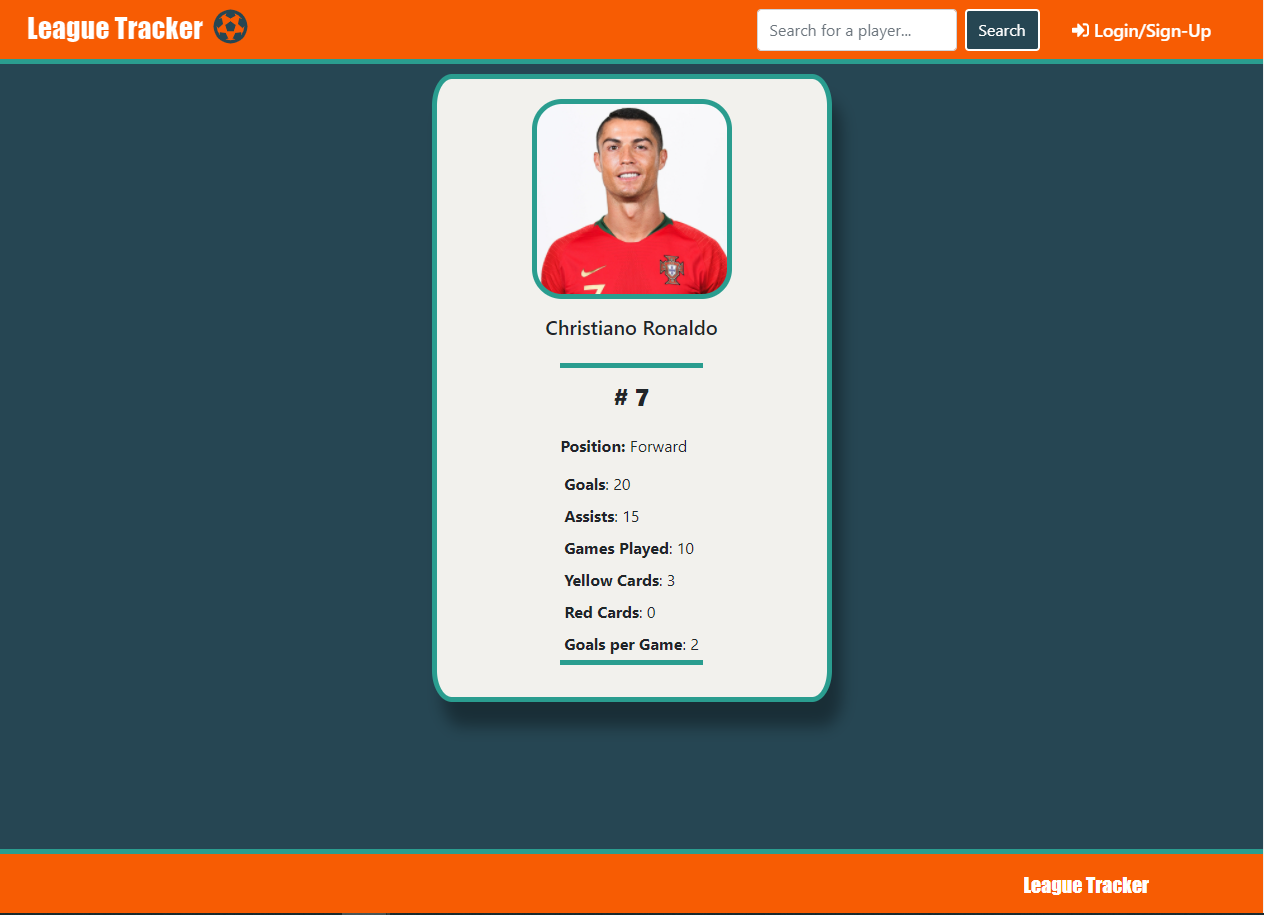 League Tracker
Search for a player...
Search
Login/Sign-Up
7
Christiano Ronaldo
# 7
Position: Forward
Goals: 20
Assists: 15
Games Played: 10
Yellow Cards: 3
Red Cards: 0
Goals per Game: 2
League Tracker